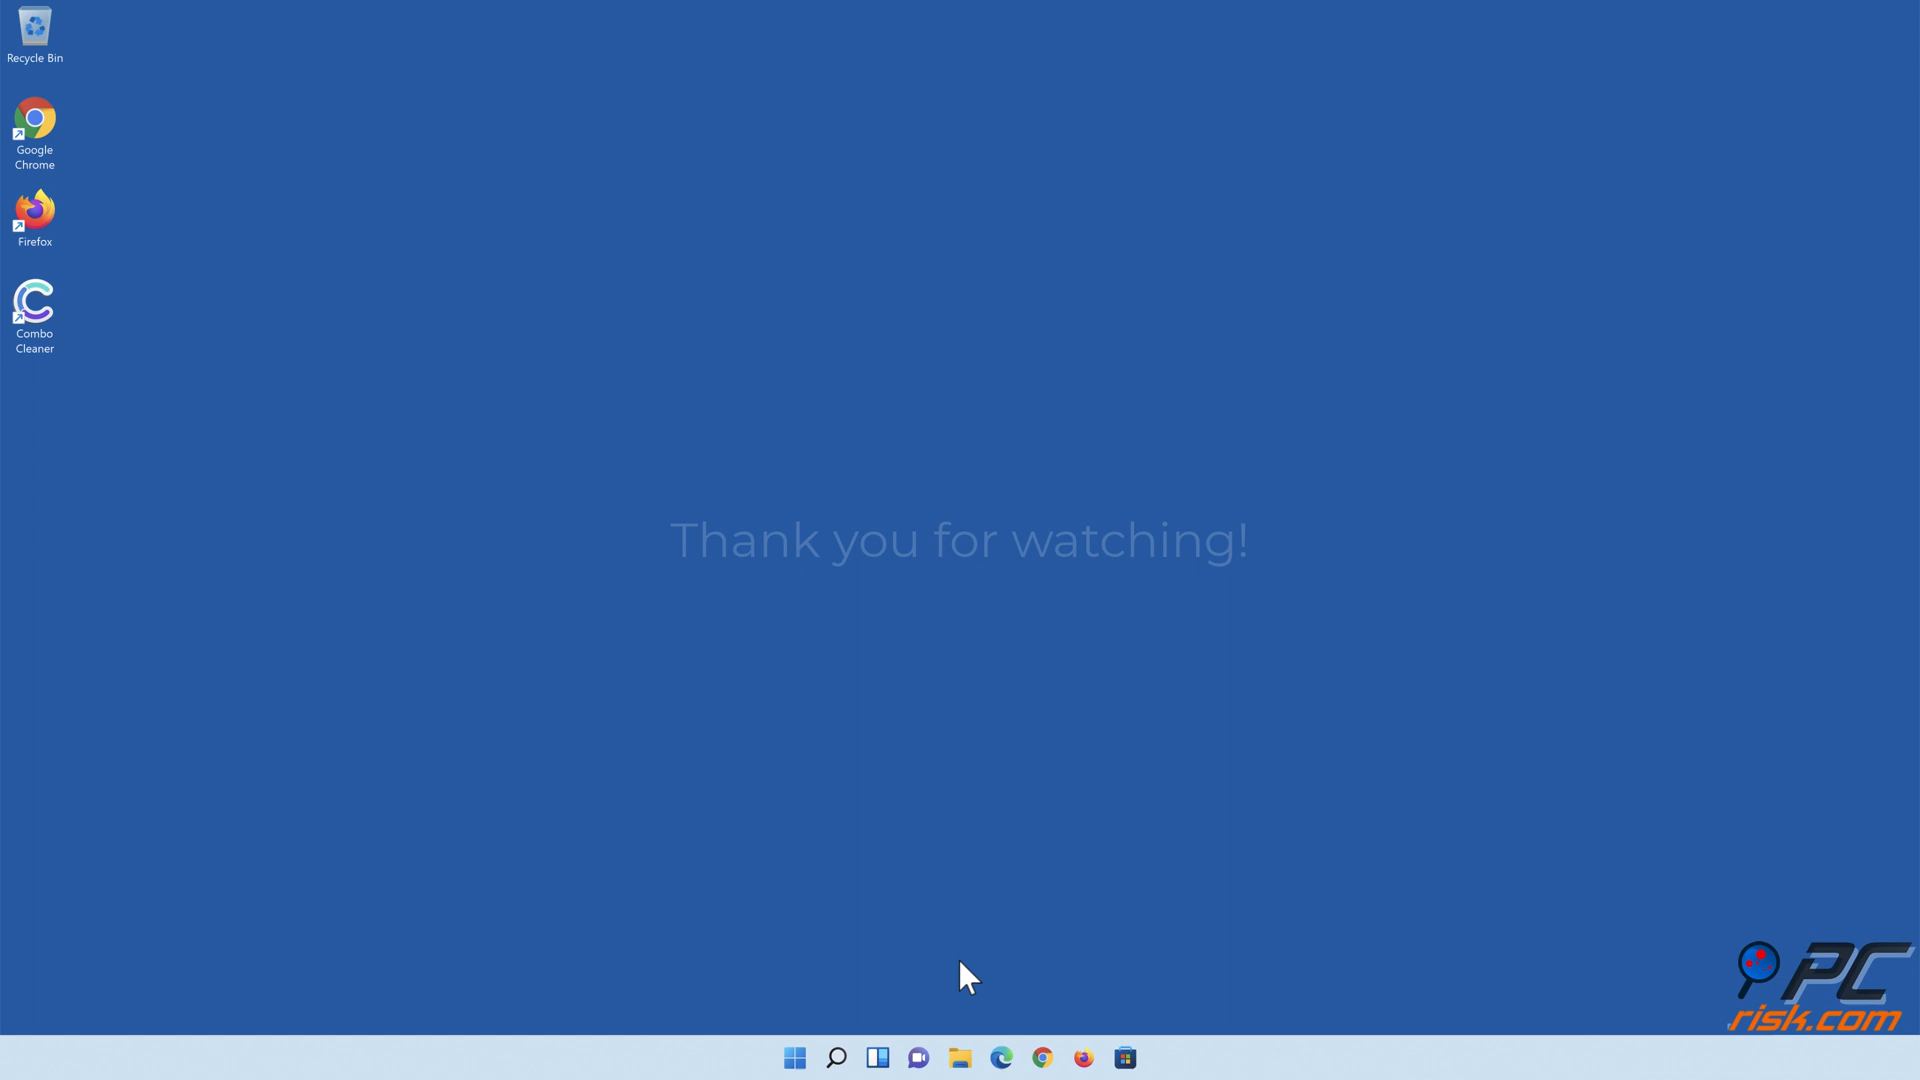 Recycle Bin
Google
Chrome
Firefox
Combo
Cleaner
Thank you for watching!
PC
risk.com